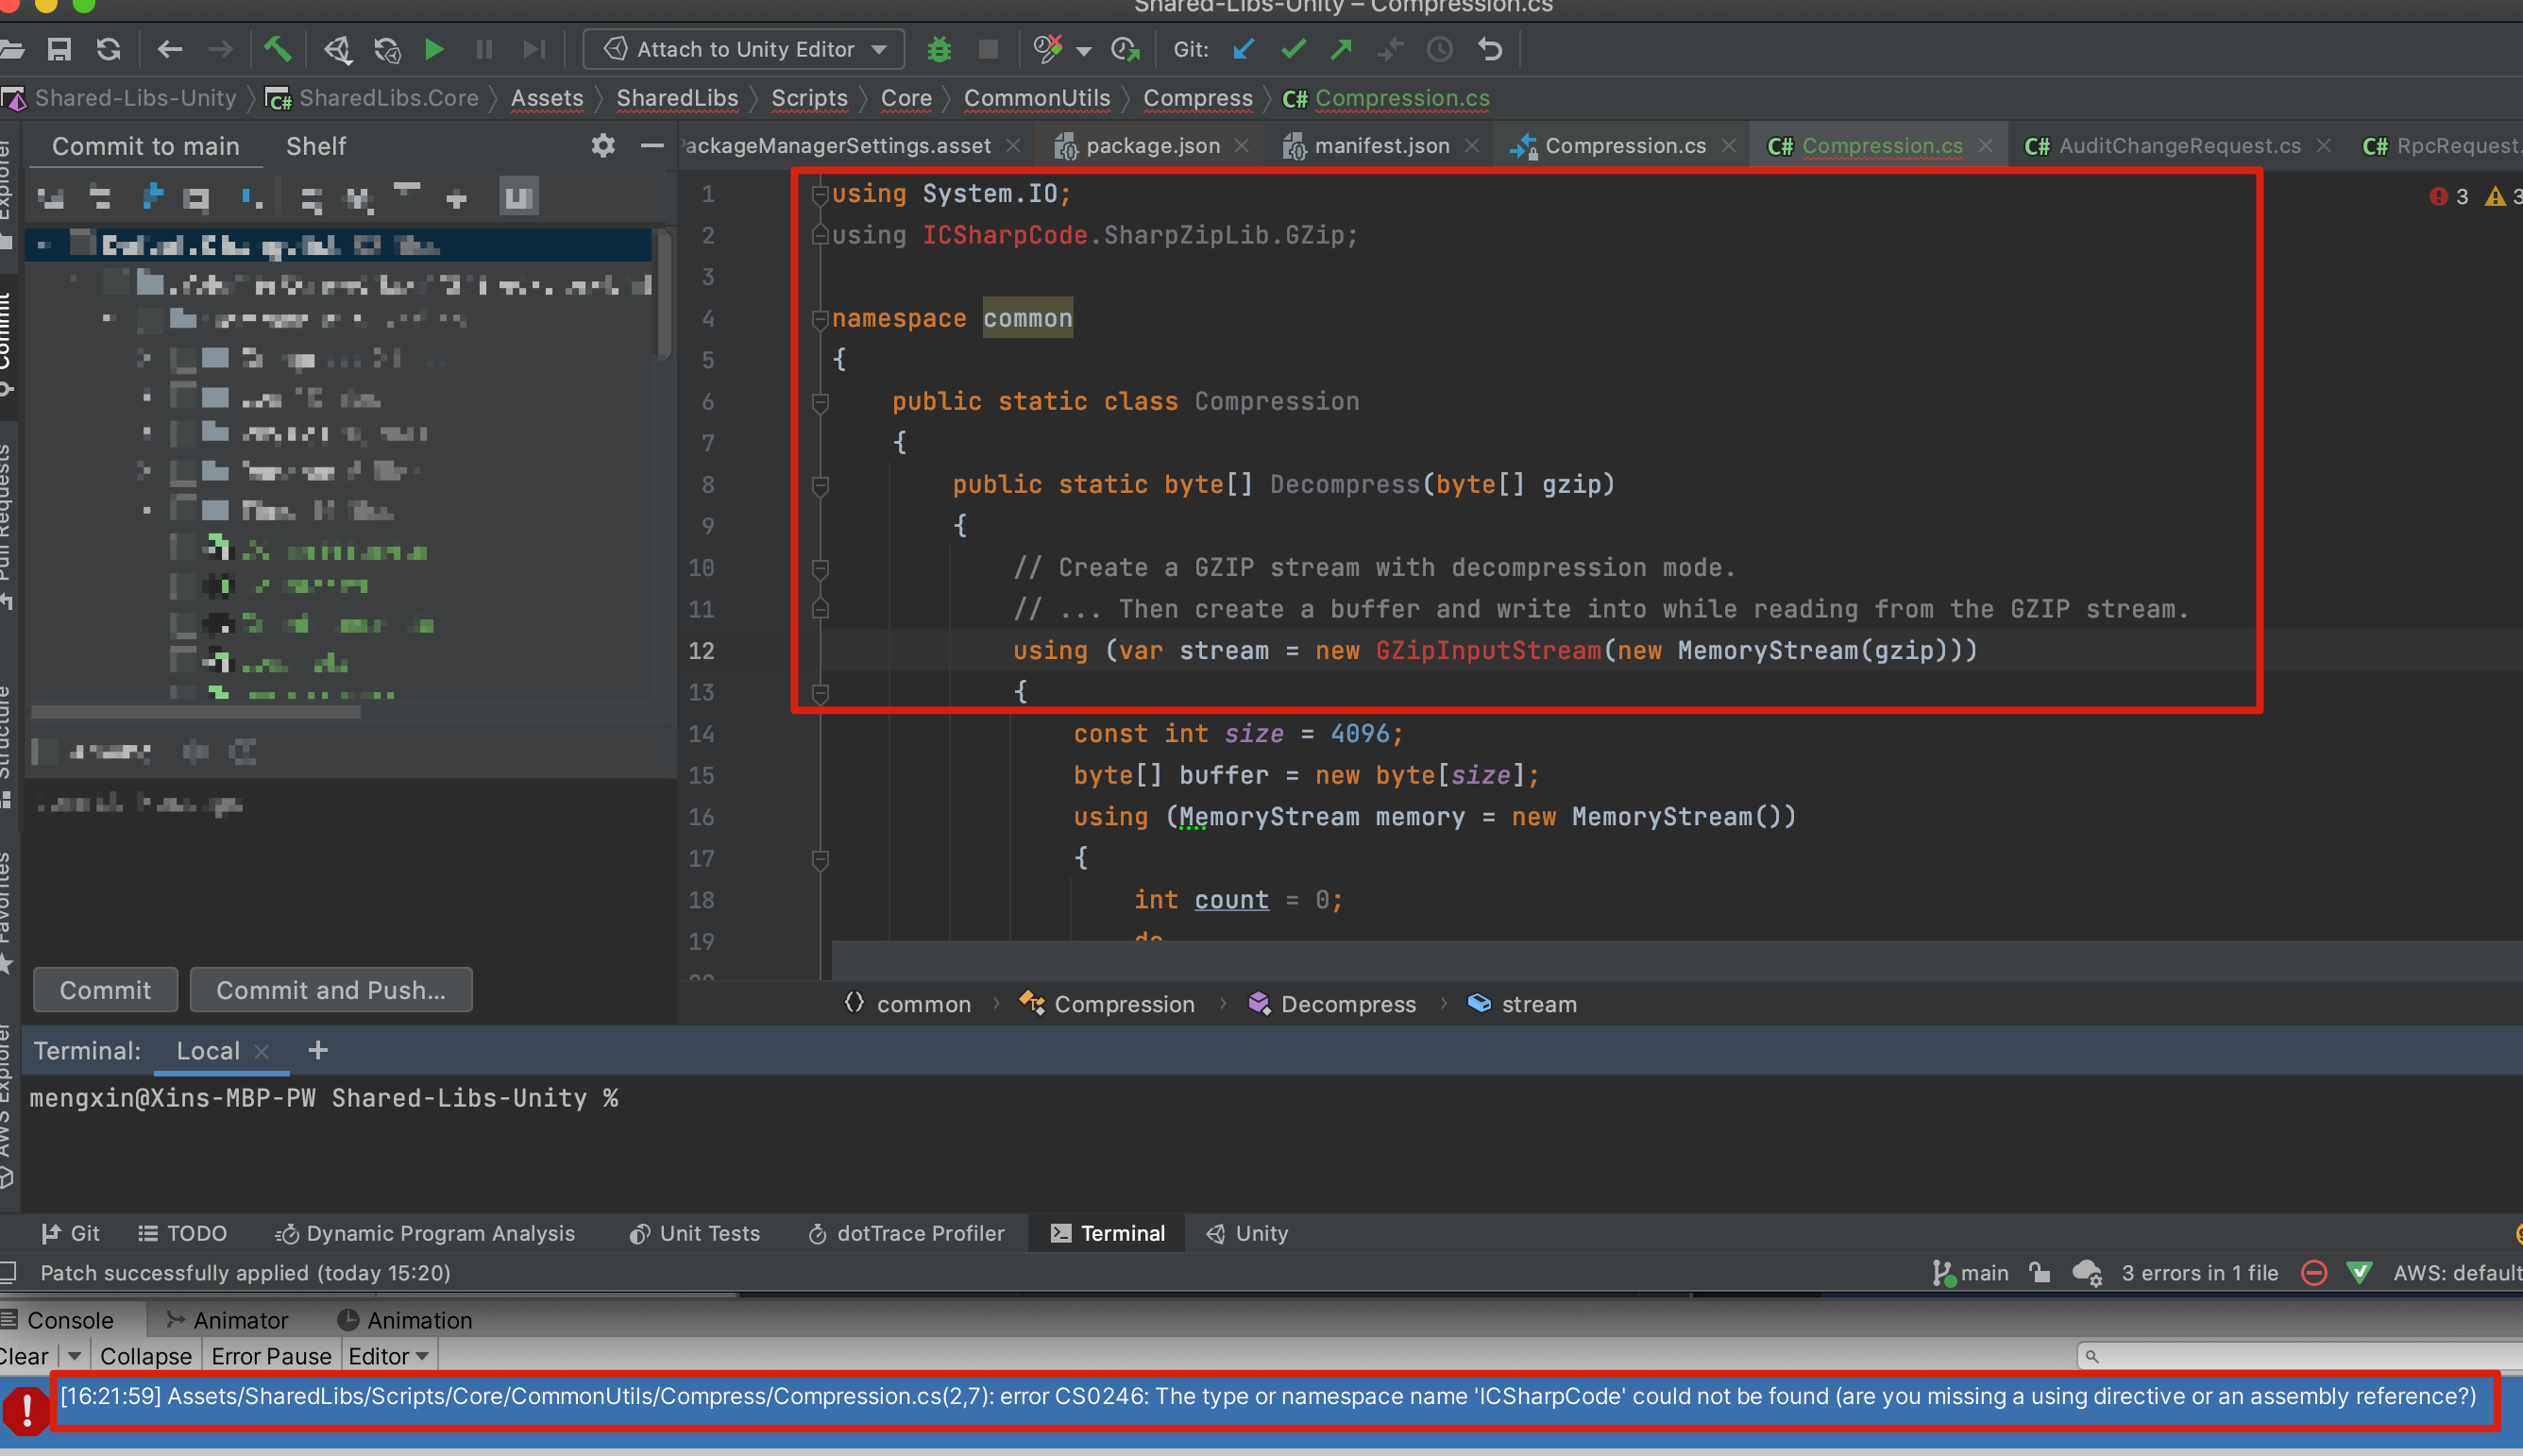 Shared-Libs-Unity – Compression.cs
Attach to Unity Editor
Git:
Shared-Libs-Unity SharedLibs.Core Assets SharedLibs Scripts Core CommonUtils Compress C# Compression.cs
Commit to main Shelf
PackageManagerSettings.asset package.json manifest.json Compression.cs C# Compression.cs C# AuditChangeRequest.cs C# RpcRequest.
3 3
1 using System.IO;
2 using ICSharpCode.SharpZipLib.GZip;
3
4 namespace common
5 {
6 public static class Compression
7 {
8 public static byte[] Decompress(byte[] gzip)
9 {
10 // Create a GZIP stream with decompression mode.
11 // ... Then create a buffer and write into while reading from the GZIP stream.
12 using (var stream = new GZipInputStream(new MemoryStream(gzip)))
13 {
14 const int size = 4096;
15 byte[] buffer = new byte[size];
16 using (MemoryStream memory = new MemoryStream())
17 {
18 int count = 0;
19 do
Explorer
Commit
Pull Requests
Structure
Favorites
AWS Explorer
Commit Commit and Push...
common Compression Decompress stream
Terminal: Local
mengxin@Xins-MBP-PW Shared-Libs-Unity %
Git TODO Dynamic Program Analysis Unit Tests dotTrace Profiler Terminal Unity
Patch successfully applied (today 15:20) main 3 errors in 1 file AWS: default
Console Animator Animation
Clear Collapse Error Pause Editor
[16:21:59] Assets/SharedLibs/Scripts/Core/CommonUtils/Compress/Compression.cs(2,7): error CS0246: The type or namespace name 'ICSharpCode' could not be found (are you missing a using directive or an assembly reference?)